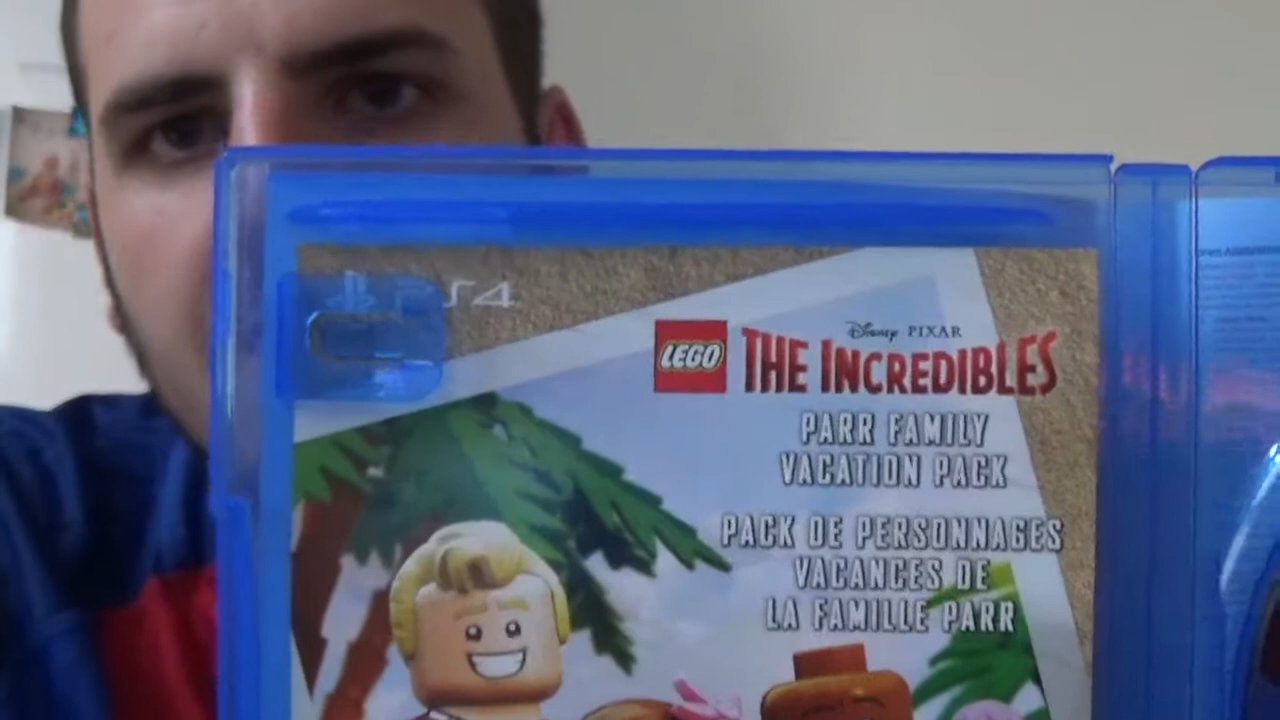 PS4
LEGO
Disney PIXAR
THE INCREDIBLES
PARR FAMILY
VACATION PACK
PACK DE PERSONNAGES
VACANCES DE
LA FAMILLE PARR